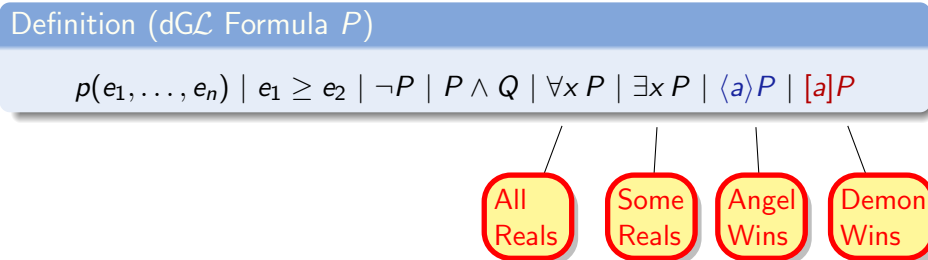 Definition (dGℒ Formula P)
p(e₁, . . . , eₙ) | e₁ ≥ e₂ | ¬P | P ∧ Q | ∀x P | ∃x P | ⟨a⟩P | [a]P
All Some Angel Demon
Reals Reals Wins Wins